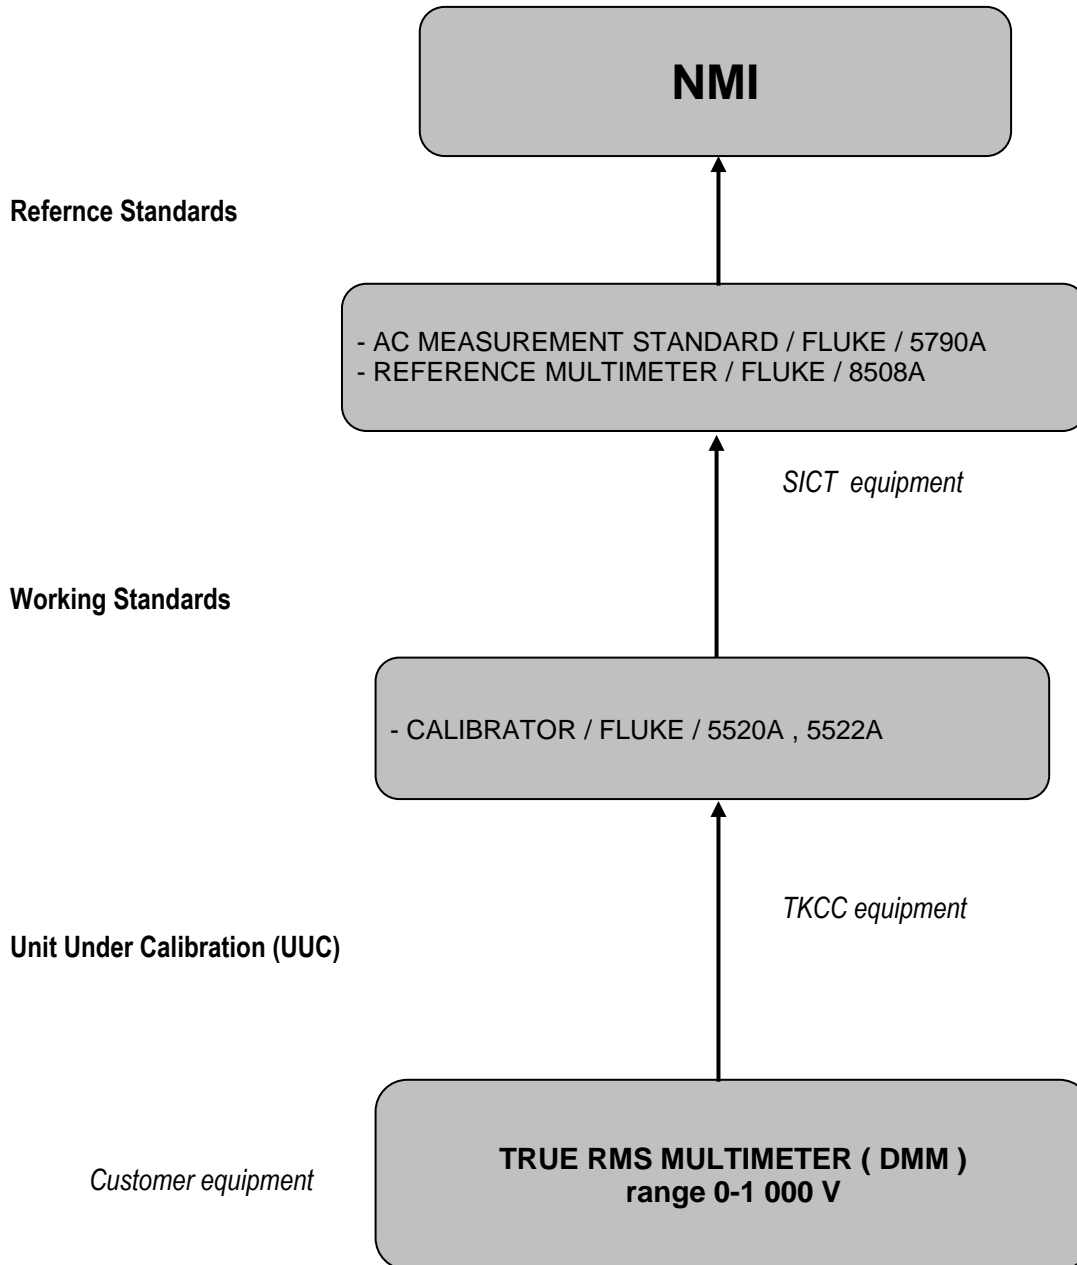 NMI
Refernce Standards
- AC MEASUREMENT STANDARD / FLUKE / 5790A
- REFERENCE MULTIMETER / FLUKE / 8508A
SICT equipment
Working Standards
- CALIBRATOR / FLUKE / 5520A , 5522A
TKCC equipment
Unit Under Calibration (UUC)
TRUE RMS MULTIMETER ( DMM )
range 0-1 000 V
Customer equipment